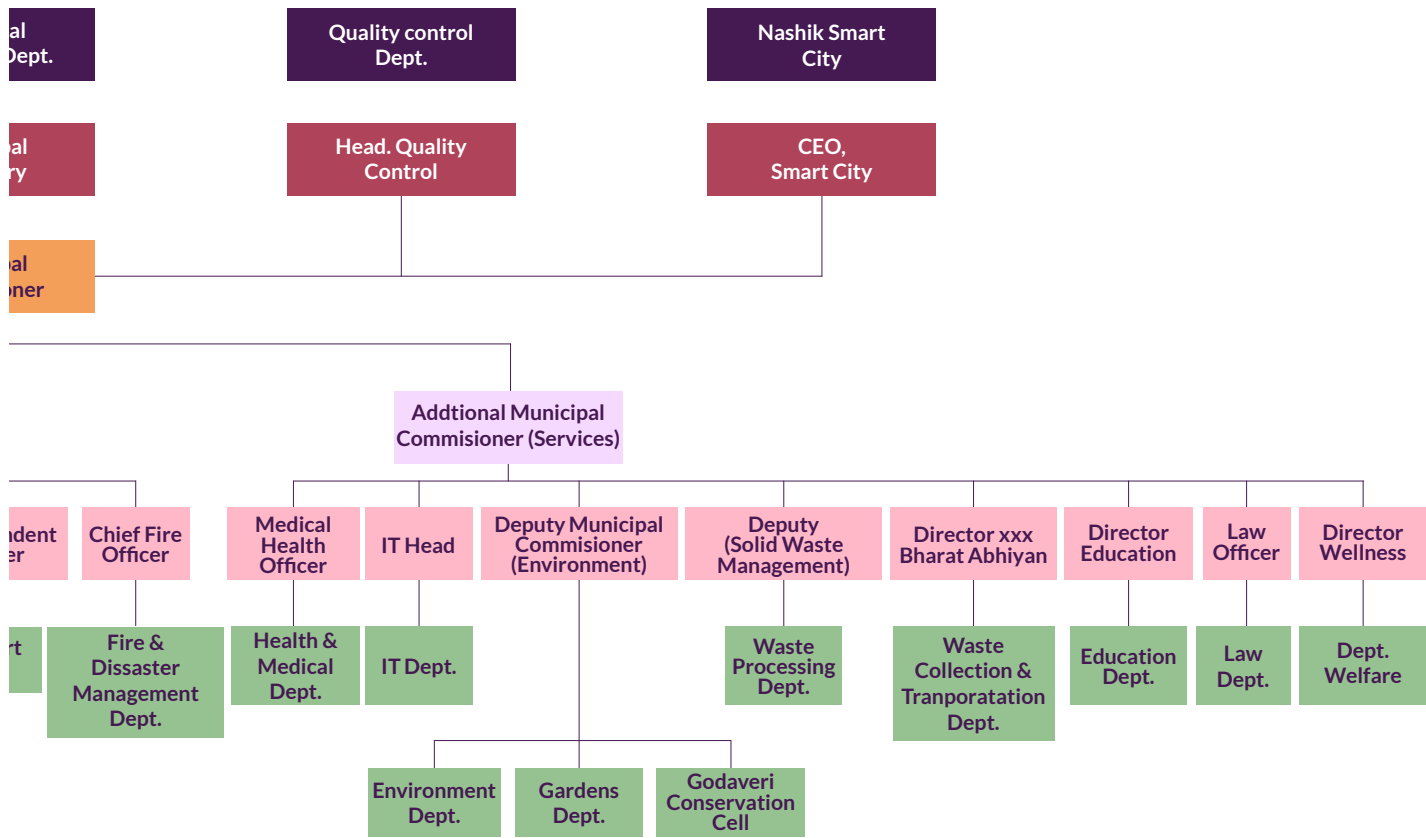 Dept.
Quality control
Dept.
Nashik Smart
City
Head. Quality
Control
CEO,
Smart City
Addtional Municipal
Commisioner (Services)
Chief Fire
Officer
Medical
Health
Officer
IT Head
Deputy Municipal
Commisioner
(Environment)
Deputy
(Solid Waste
Management)
Director xxx
Bharat Abhiyan
Director
Education
Law
Officer
Director
Wellness
Fire &
Dissaster
Management
Dept.
Health &
Medical
Dept.
IT Dept.
Waste
Processing
Dept.
Waste
Collection &
Tranporatation
Dept.
Education
Dept.
Law
Dept.
Dept.
Welfare
Environment
Dept.
Gardens
Dept.
Godaveri
Conservation
Cell